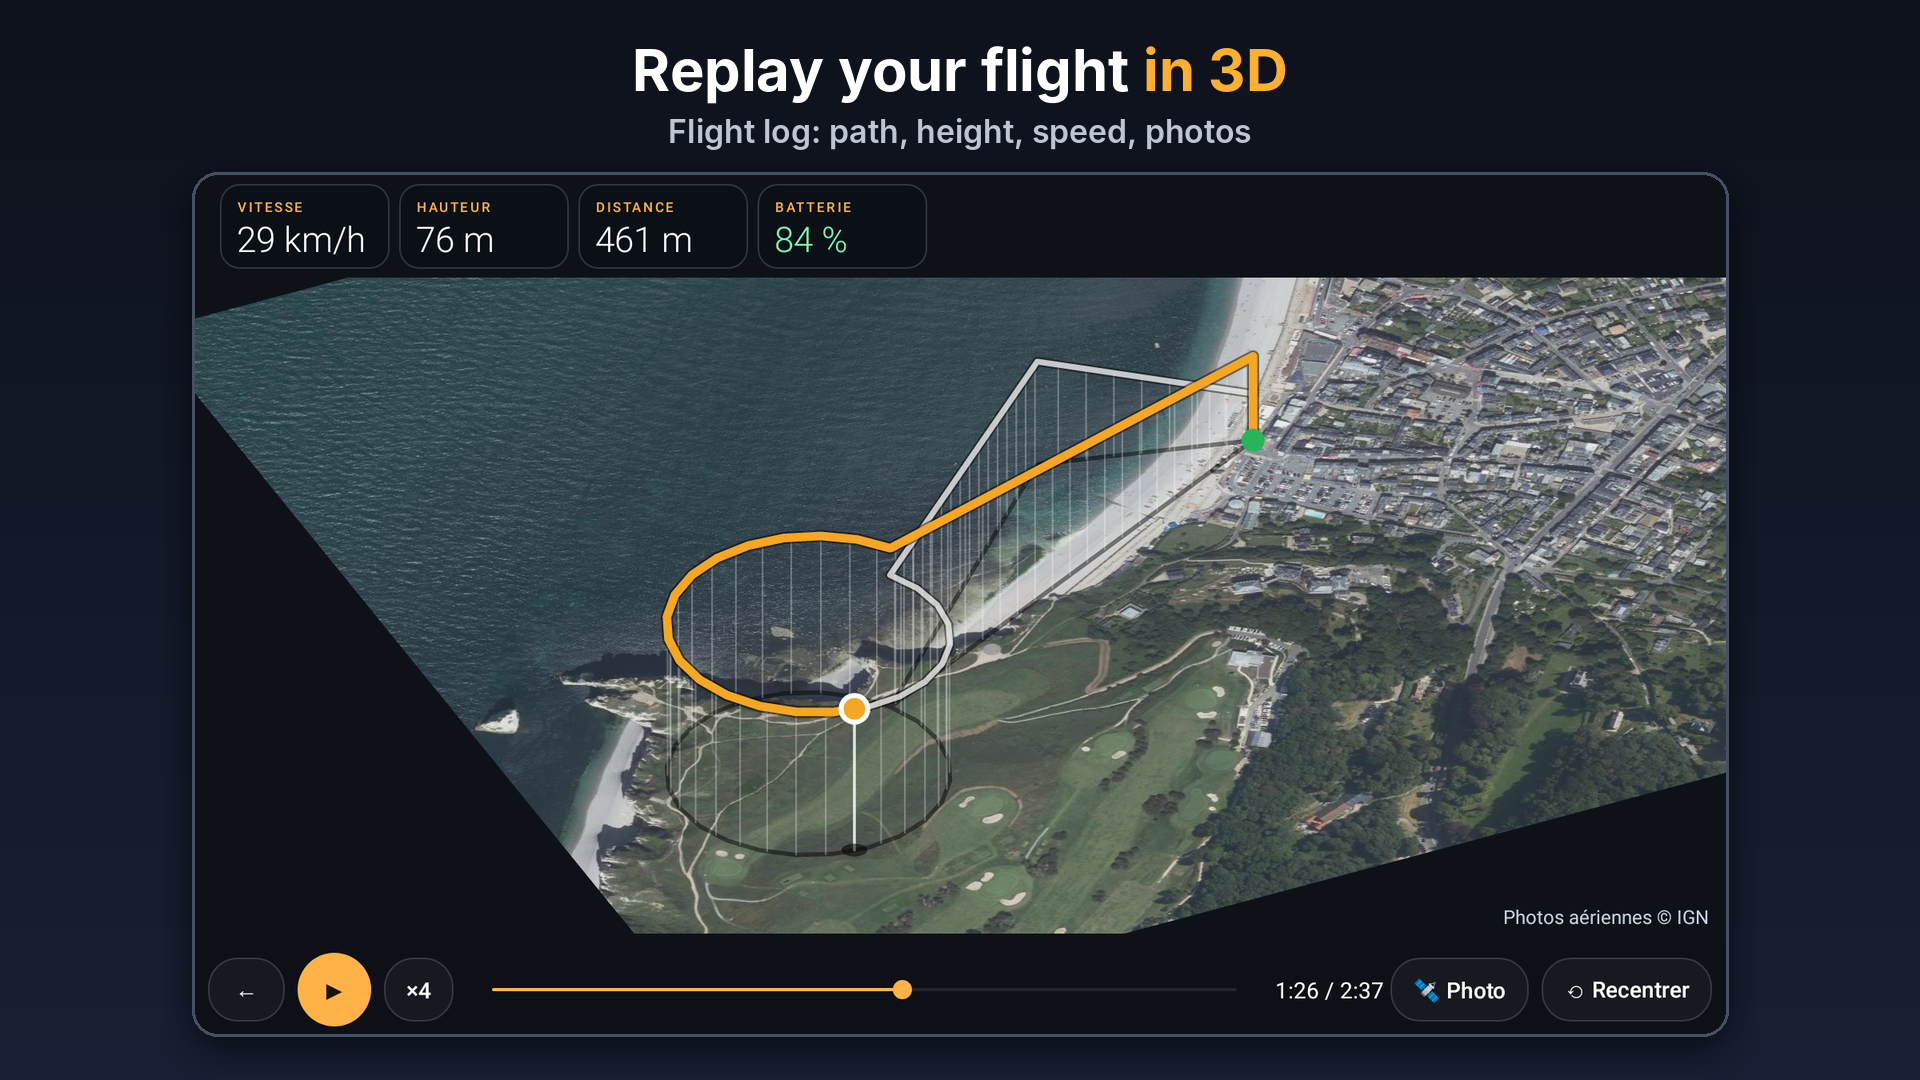 Replay your flight in 3D
Flight log: path, height, speed, photos
VITESSE
29 km/h
HAUTEUR
76 m
DISTANCE
461 m
BATTERIE
84 %
Photos aériennes © IGN
←
▶
×4
1:26 / 2:37
🛰 Photo
⟲ Recentrer